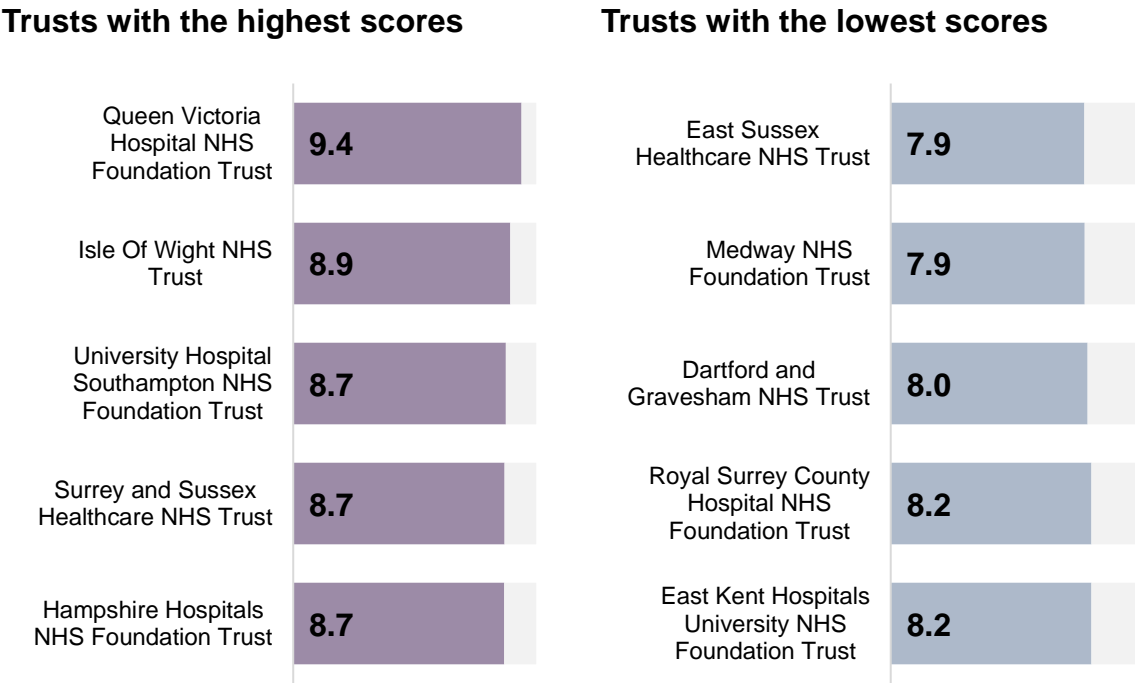 Trusts with the highest scores
Queen Victoria
Hospital NHS
Foundation Trust
9.4
Isle Of Wight NHS
Trust
8.9
University Hospital
Southampton NHS
Foundation Trust
8.7
Surrey and Sussex
Healthcare NHS Trust
8.7
Hampshire Hospitals
NHS Foundation Trust
8.7
Trusts with the lowest scores
East Sussex
Healthcare NHS Trust
7.9
Medway NHS
Foundation Trust
7.9
Dartford and
Gravesham NHS Trust
8.0
Royal Surrey County
Hospital NHS
Foundation Trust
8.2
East Kent Hospitals
University NHS
Foundation Trust
8.2